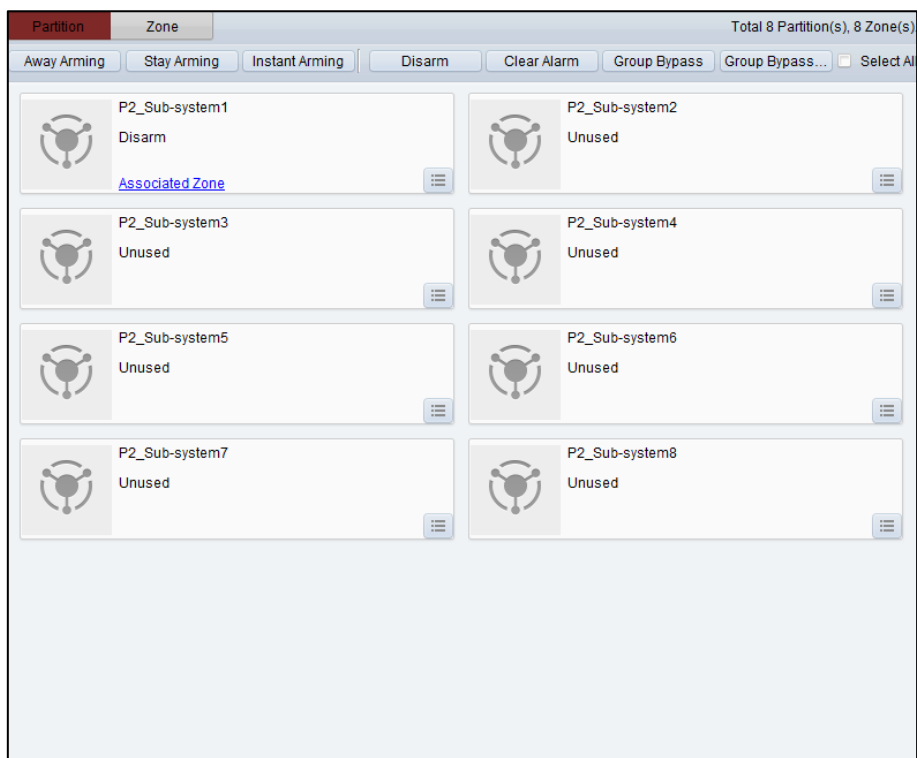 Partition Zone Total 8 Partition(s), 8 Zone(s)
Away Arming Stay Arming Instant Arming Disarm Clear Alarm Group Bypass Group Bypass... Select All
P2_Sub-system1 P2_Sub-system2
Disarm Unused
Associated Zone
P2_Sub-system3 P2_Sub-system4
Unused Unused
P2_Sub-system5 P2_Sub-system6
Unused Unused
P2_Sub-system7 P2_Sub-system8
Unused Unused